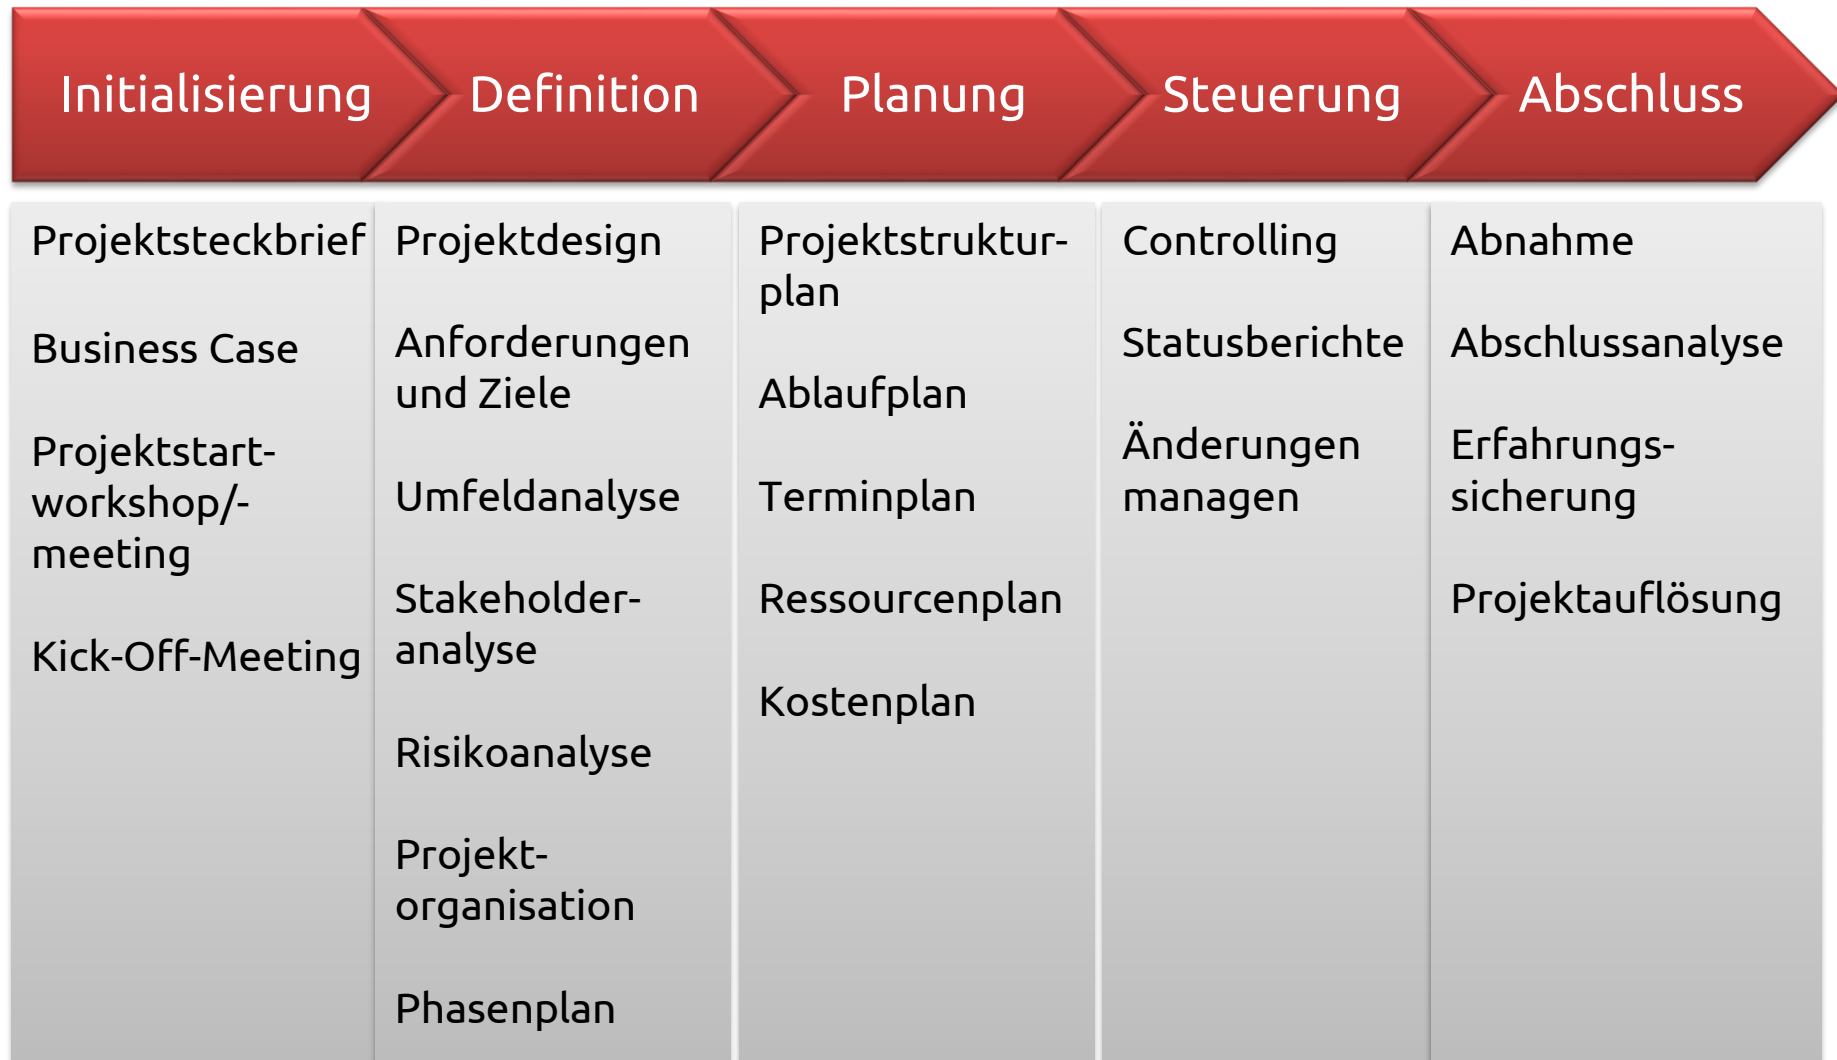 Initialisierung
Definition
Planung
Steuerung
Abschluss
Projektsteckbrief
Business Case
Projektstart-
workshop/-
meeting
Kick-Off-Meeting
Projektdesign
Anforderungen
und Ziele
Umfeldanalyse
Stakeholder-
analyse
Risikoanalyse
Projekt-
organisation
Phasenplan
Projektstruktur-
plan
Ablaufplan
Terminplan
Ressourcenplan
Kostenplan
Controlling
Statusberichte
Änderungen
managen
Abnahme
Abschlussanalyse
Erfahrungs-
sicherung
Projektauflösung